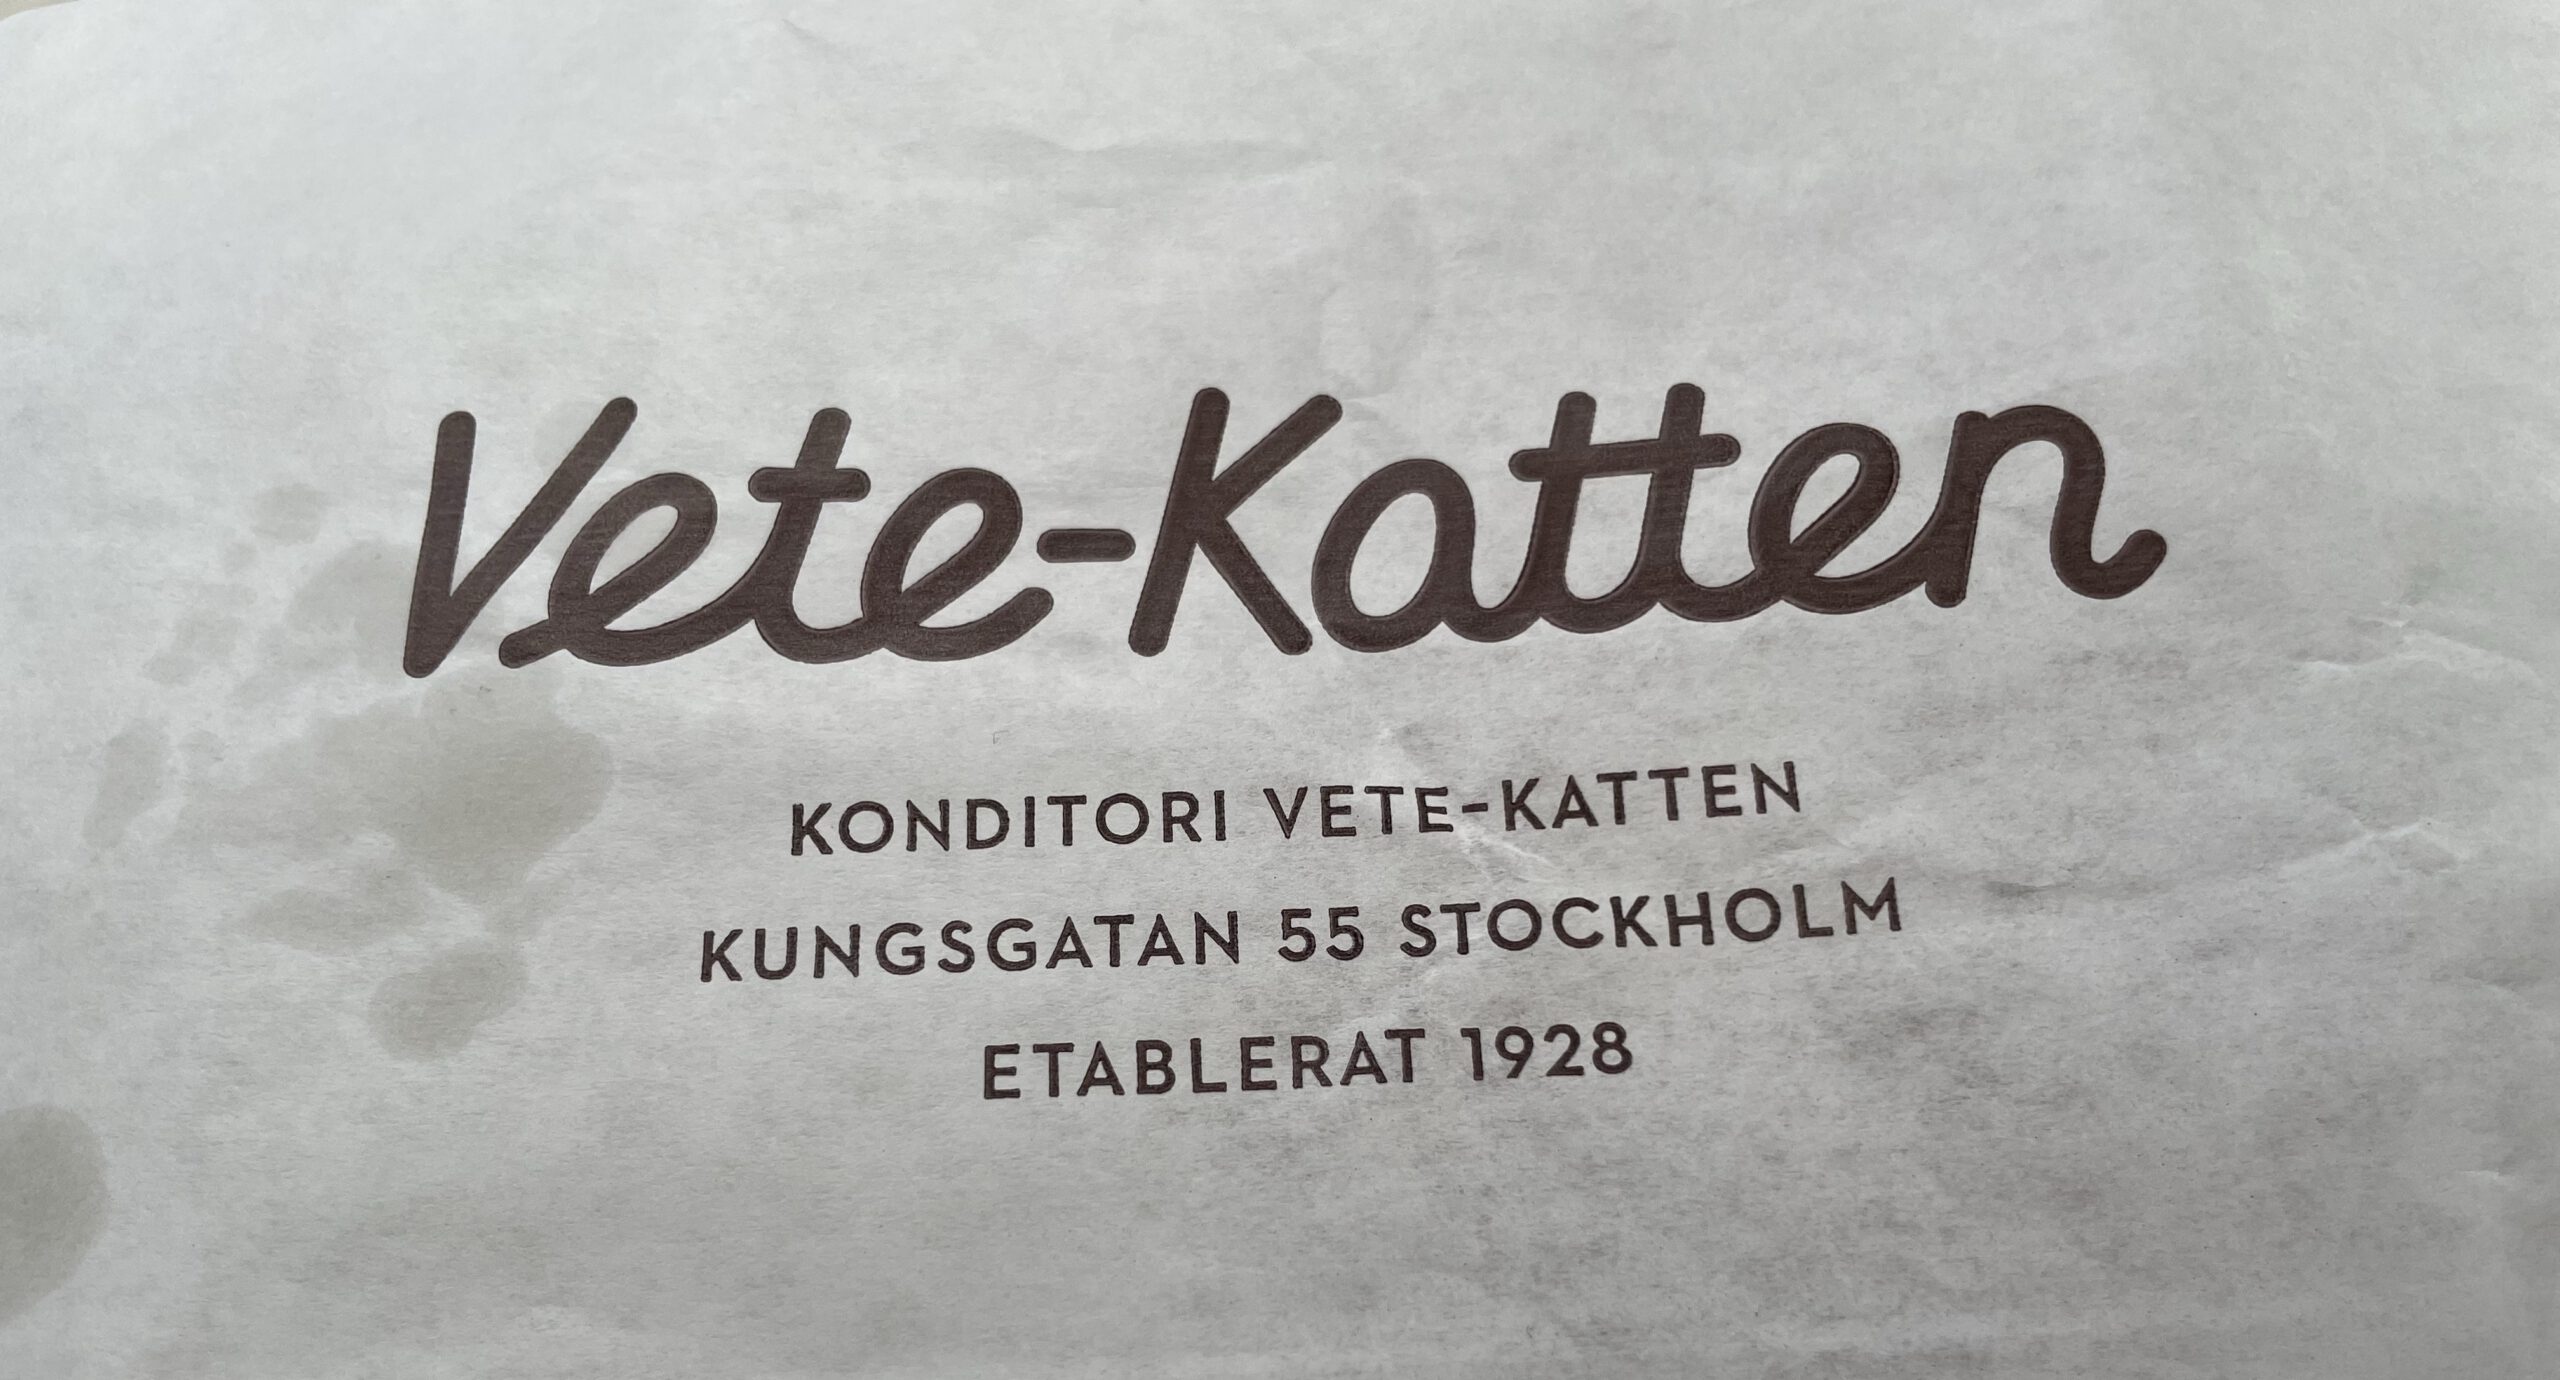 Vete-Katten
KONDITORI VETE-KATTEN
KUNGSGATAN 55 STOCKHOLM
ETABLERAT 1928